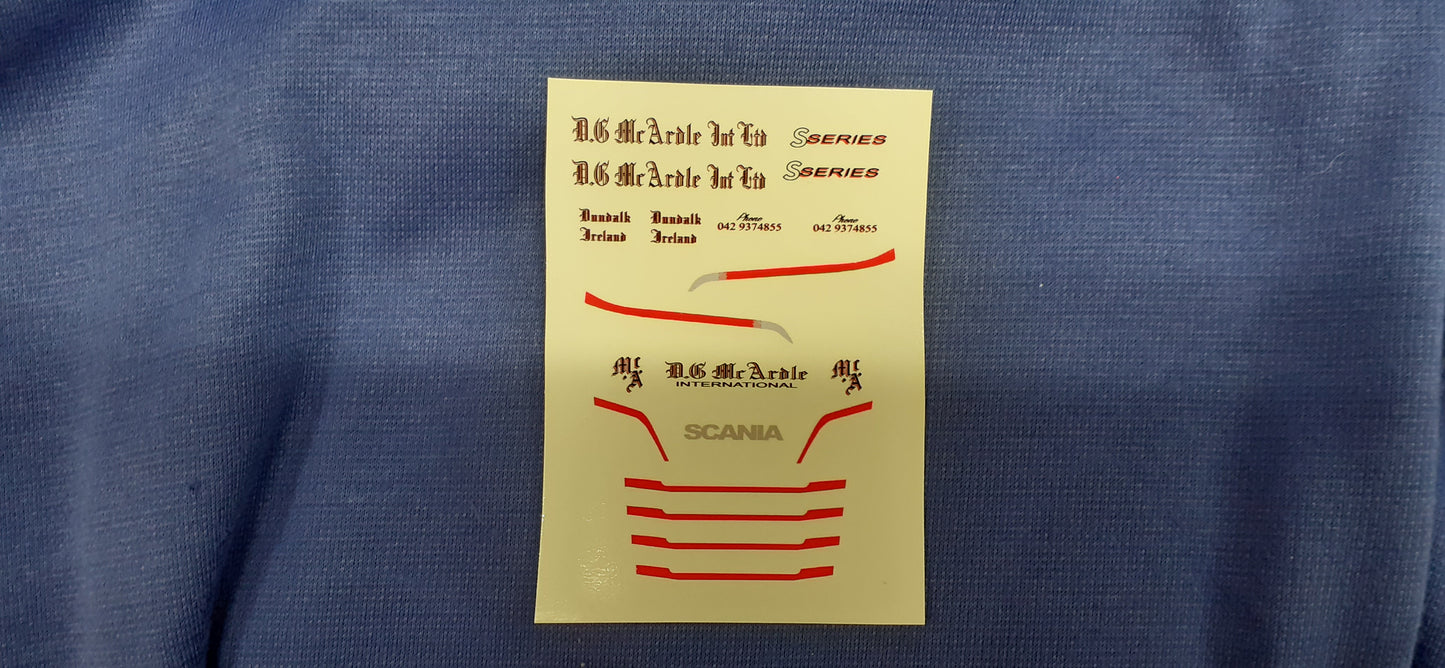 D.G McArdle Int Ltd
SSERIES
D.G McArdle Int Ltd
SSERIES
Dundalk
Ireland
Dundalk
Ireland
Phone
042 9374855
Phone
042 9374855
McA
D.G McArdle
INTERNATIONAL
McA
SCANIA